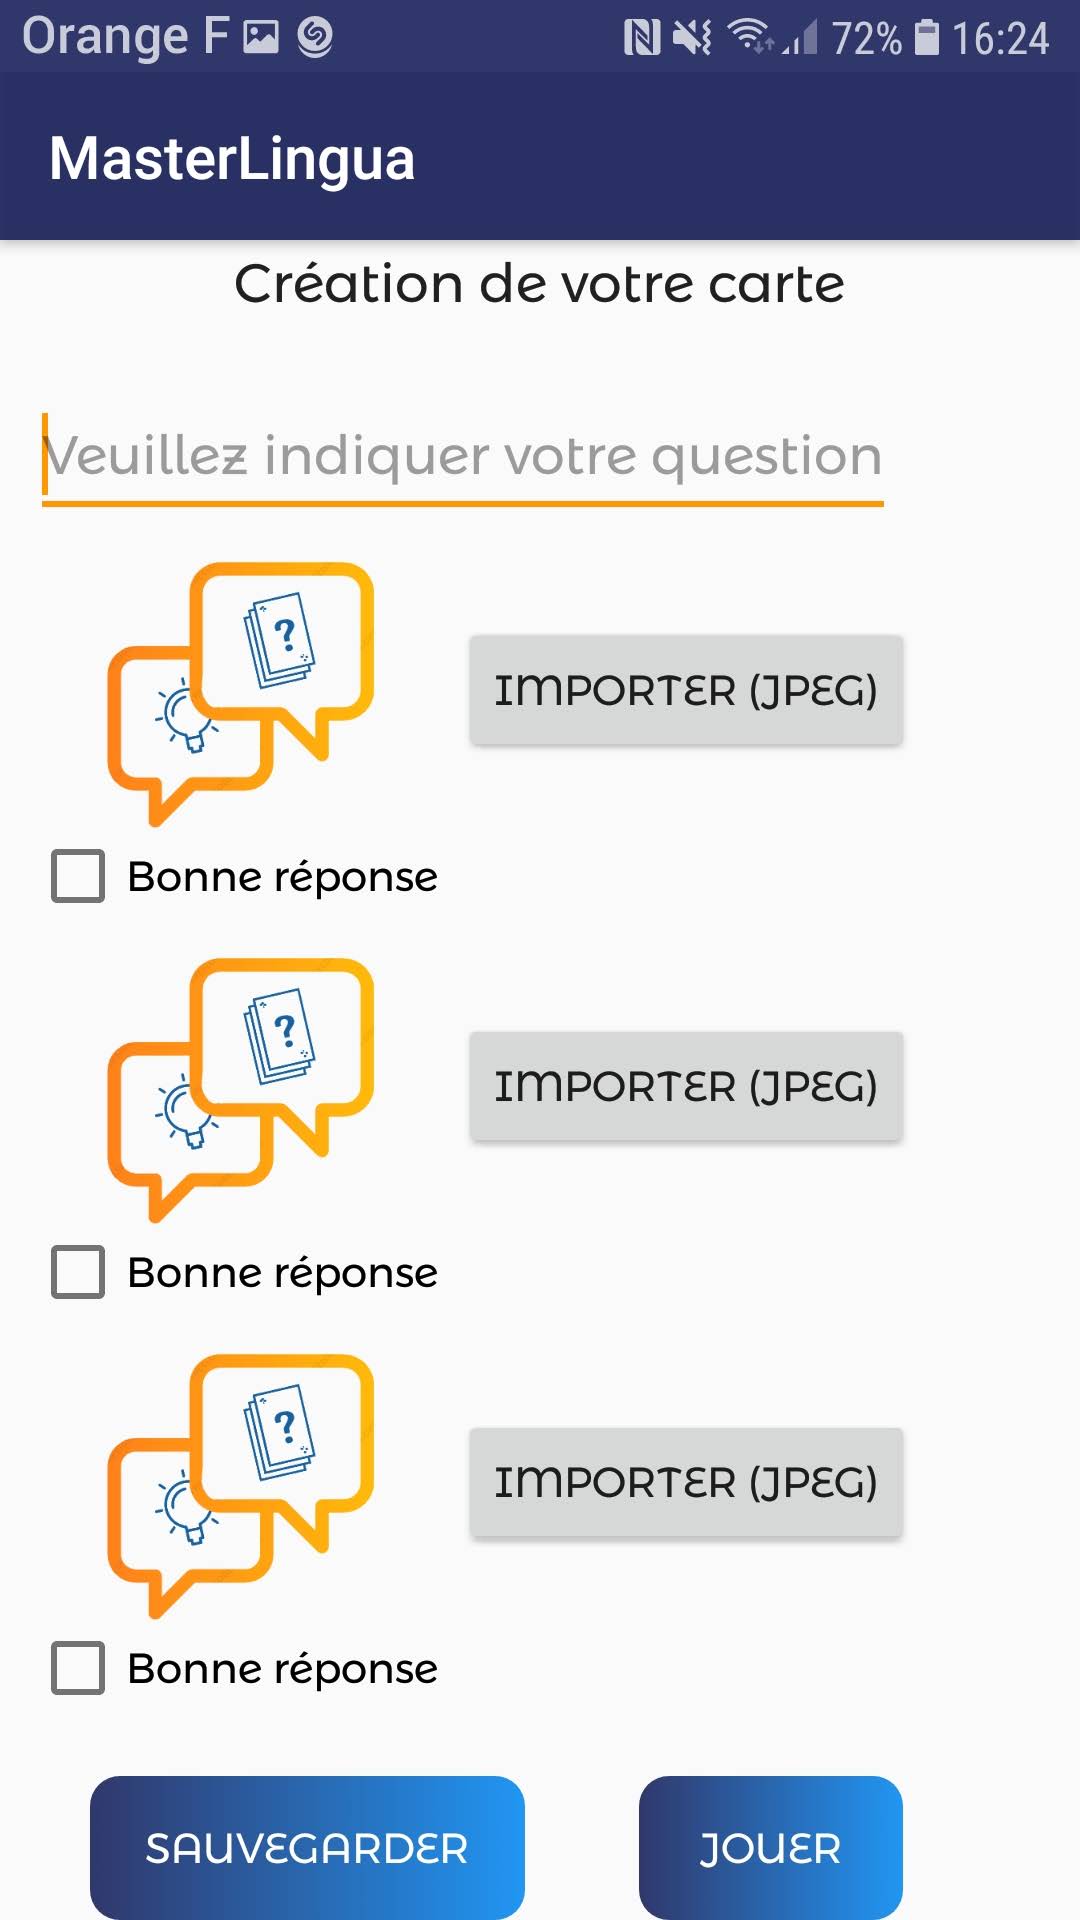 Orange F 72% 16:24
MasterLingua
Création de votre carte
Veuillez indiquer votre question
?
IMPORTER (JPEG)
Bonne réponse
?
IMPORTER (JPEG)
Bonne réponse
?
IMPORTER (JPEG)
Bonne réponse
SAUVEGARDER JOUER